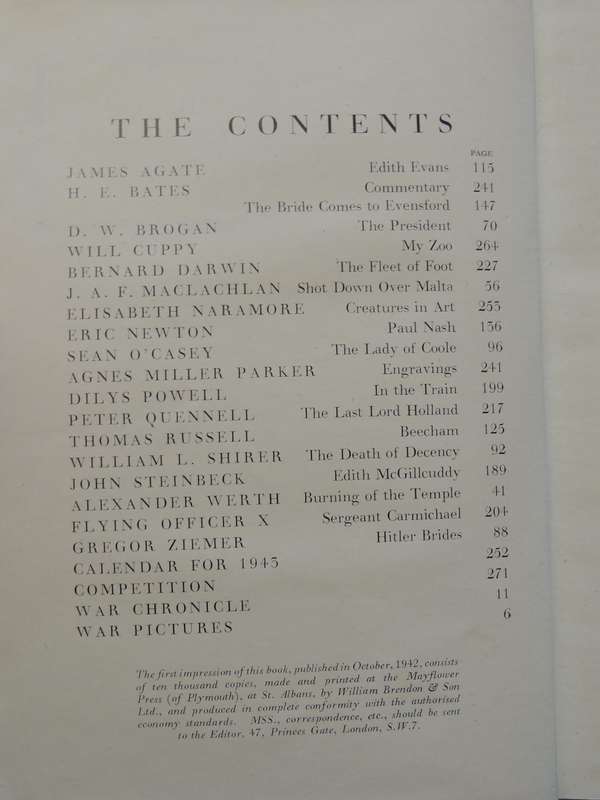 THE CONTENTS
PAGE
JAMES AGATE Edith Evans 115
H. E. BATES Commentary 241
The Bride Comes to Evensford 147
D. W. BROGAN The President 70
WILL CUPPY My Zoo 264
BERNARD DARWIN The Fleet of Foot 227
J. A. F. MACLACHLAN Shot Down Over Malta 56
ELISABETH NARAMORE Creatures in Art 253
ERIC NEWTON Paul Nash 136
SEAN O'CASEY The Lady of Coole 96
AGNES MILLER PARKER Engravings 241
DILYS POWELL In the Train 199
PETER QUENNELL The Last Lord Holland 217
THOMAS RUSSELL Beecham 125
WILLIAM L. SHIRER The Death of Decency 92
JOHN STEINBECK Edith McGillcuddy 189
ALEXANDER WERTH Burning of the Temple 41
FLYING OFFICER X Sergeant Carmichael 204
GREGOR ZIEMER Hitler Brides 88
CALENDAR FOR 1943 252
COMPETITION 271
WAR CHRONICLE 11
WAR PICTURES 6
The first impression of this book, published in October, 1942, consists
of ten thousand copies, made and printed at the Mayflower
Press (of Plymouth), at St. Albans, by William Brendon & Son
Ltd., and produced in complete conformity with the authorised
economy standards. MSS., correspondence, etc., should be sent
to the Editor, 47, Princes Gate, London, S.W.7.